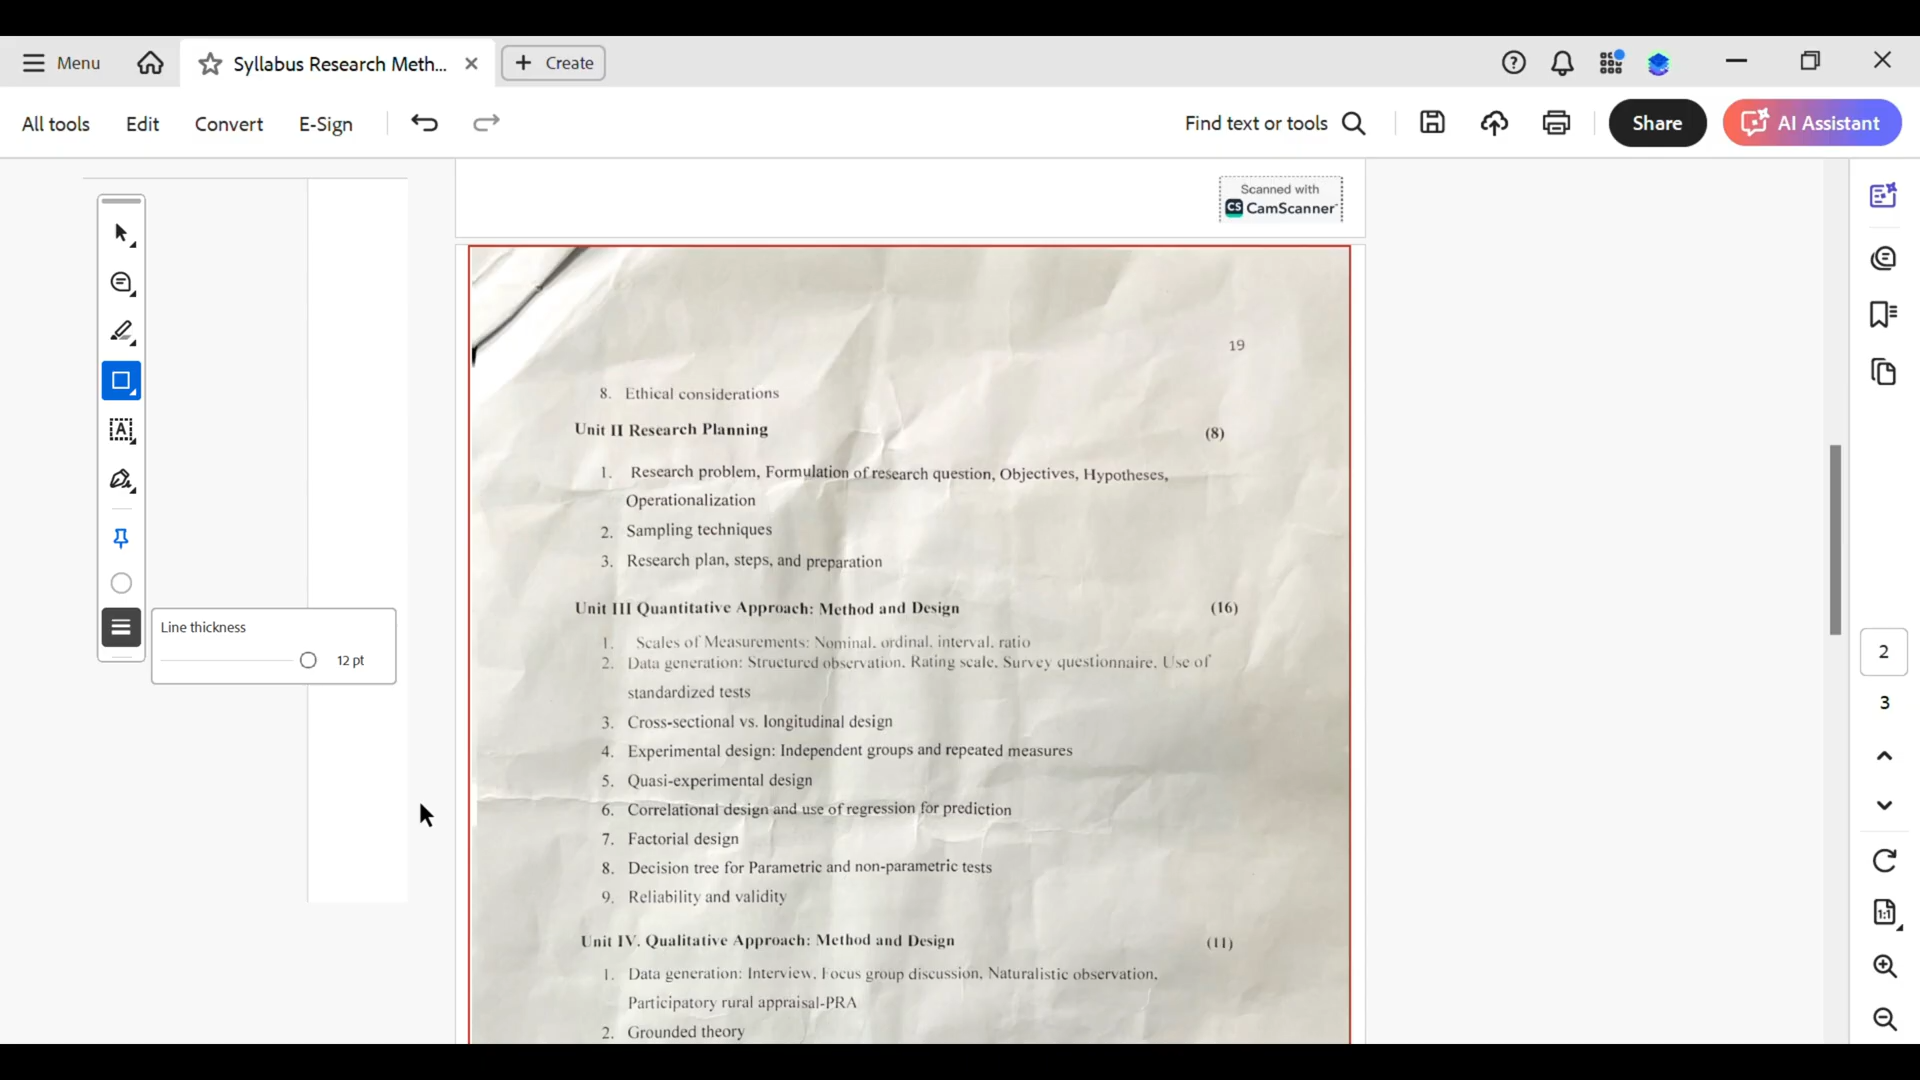 Menu
Syllabus Research Meth...
Create
All tools
Edit
Convert
E-Sign
Find text or tools
Share
AI Assistant
Scanned with
CS CamScanner
19
8. Ethical considerations
Unit II Research Planning (8)
1. Research problem, Formulation of research question, Objectives, Hypotheses,
Operationalization
2. Sampling techniques
3. Research plan, steps, and preparation
Unit III Quantitative Approach: Method and Design (16)
1. Scales of Measurements: Nominal, ordinal, interval, ratio
2. Data generation: Structured observation, Rating scale, Survey questionnaire, Use of
standardized tests
3. Cross-sectional vs. longitudinal design
4. Experimental design: Independent groups and repeated measures
5. Quasi-experimental design
6. Correlational design and use of regression for prediction
7. Factorial design
8. Decision tree for Parametric and non-parametric tests
9. Reliability and validity
Unit IV. Qualitative Approach: Method and Design (11)
1. Data generation: Interview, Focus group discussion, Naturalistic observation,
Participatory rural appraisal-PRA
2. Grounded theory
Line thickness
12 pt
2
3
1:1